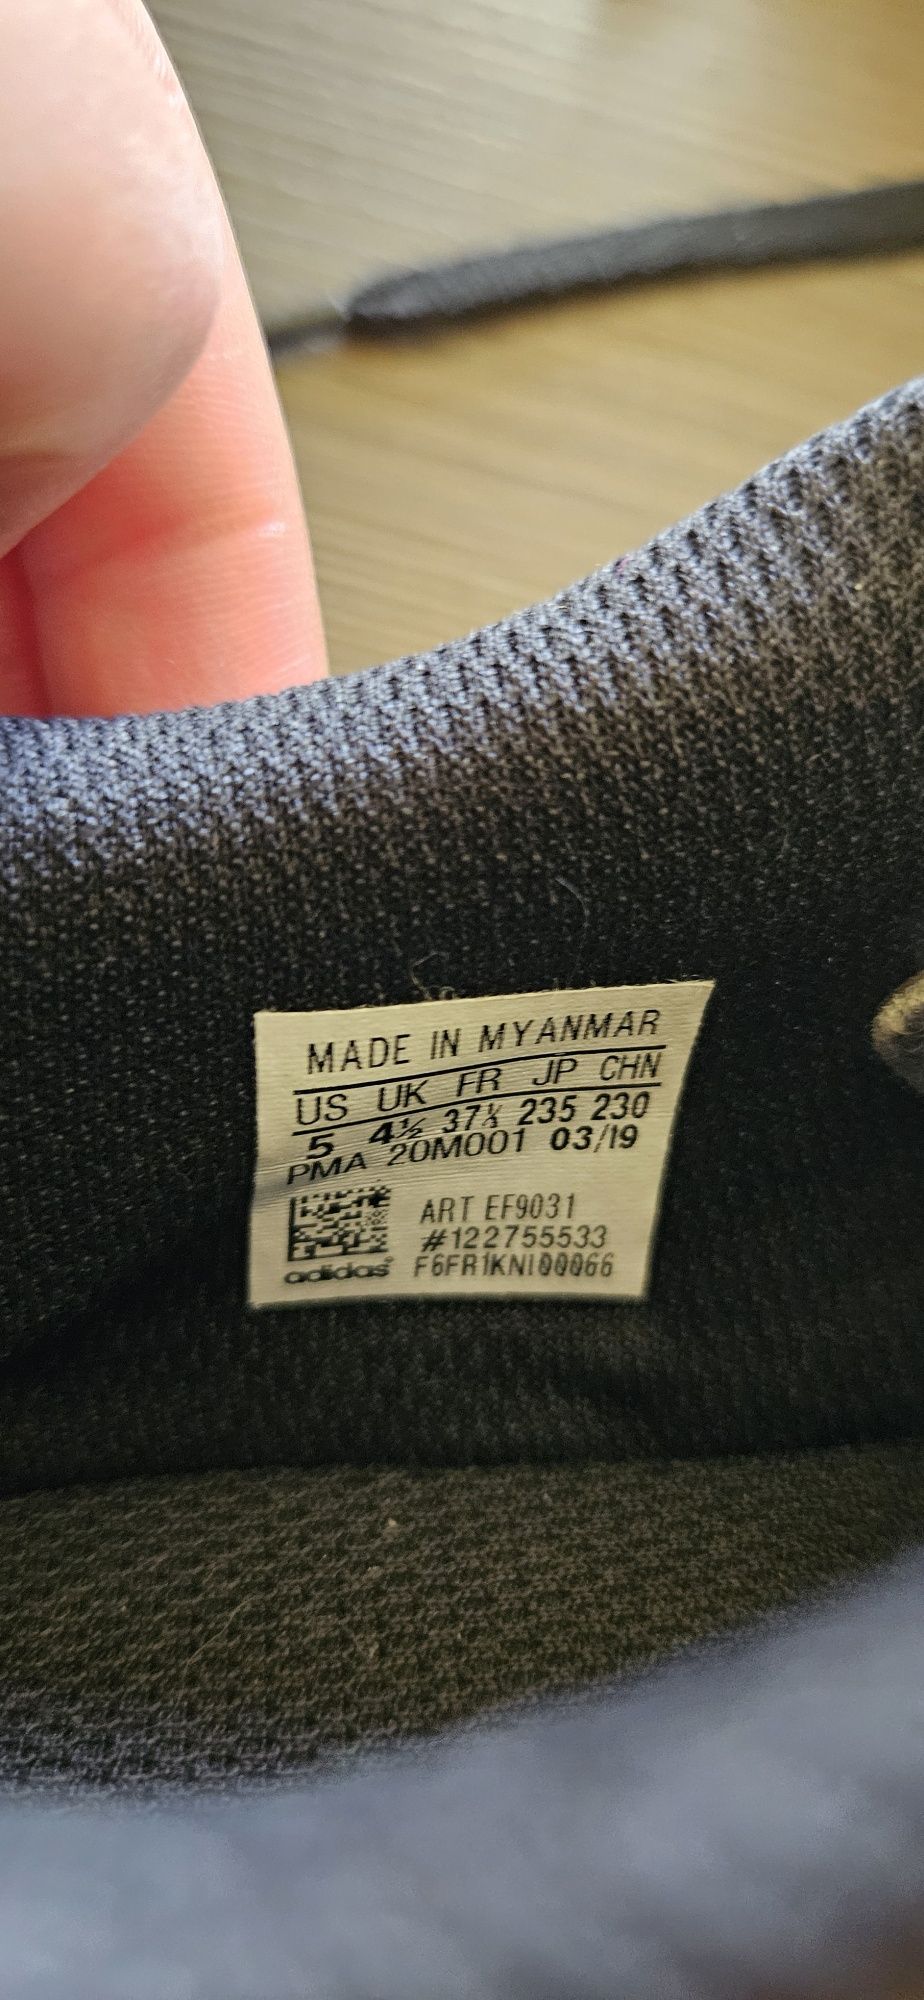 MADE IN MYANMAR
US UK FR JP CHN
5 4½ 37⅓ 235 230
PMA 20M001 03/19
ART EF9031
#122755533
adidas F6FR1KNI00066